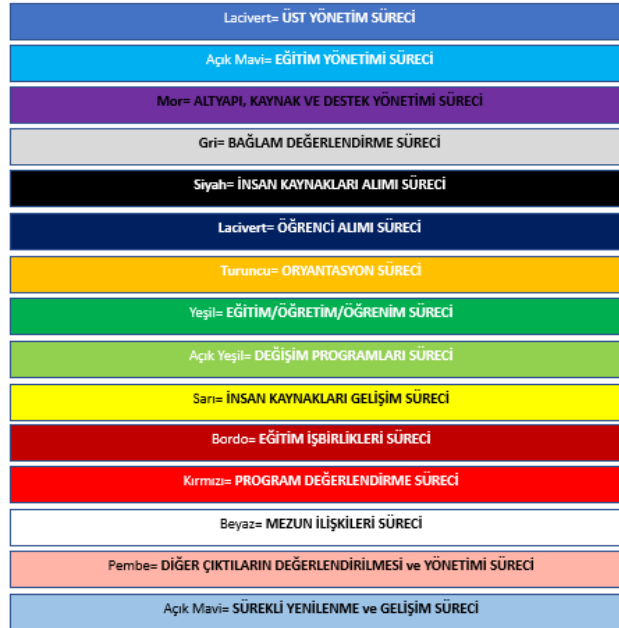 Lacivert= ÜST YÖNETİM SÜRECİ
Açık Mavi= EĞİTİM YÖNETİMİ SÜRECİ
Mor= ALTYAPI, KAYNAK VE DESTEK YÖNETİMİ SÜRECİ
Gri= BAĞLAM DEĞERLENDİRME SÜRECİ
Siyah= İNSAN KAYNAKLARI ALIMI SÜRECİ
Lacivert= ÖĞRENCİ ALIMI SÜRECİ
Turuncu= ORYANTASYON SÜRECİ
Yeşil= EĞİTİM/ÖĞRETİM/ÖĞRENİM SÜRECİ
Açık Yeşil= DEĞİŞİM PROGRAMLARI SÜRECİ
Sarı= İNSAN KAYNAKLARI GELİŞİM SÜRECİ
Bordo= EĞİTİM İŞBİRLİKLERİ SÜRECİ
Kırmızı= PROGRAM DEĞERLENDİRME SÜRECİ
Beyaz= MEZUN İLİŞKİLERİ SÜRECİ
Pembe= DİĞER ÇIKTILARIN DEĞERLENDİRİLMESİ ve YÖNETİMİ SÜRECİ
Açık Mavi= SÜREKLİ YENİLENME ve GELİŞİM SÜRECİ